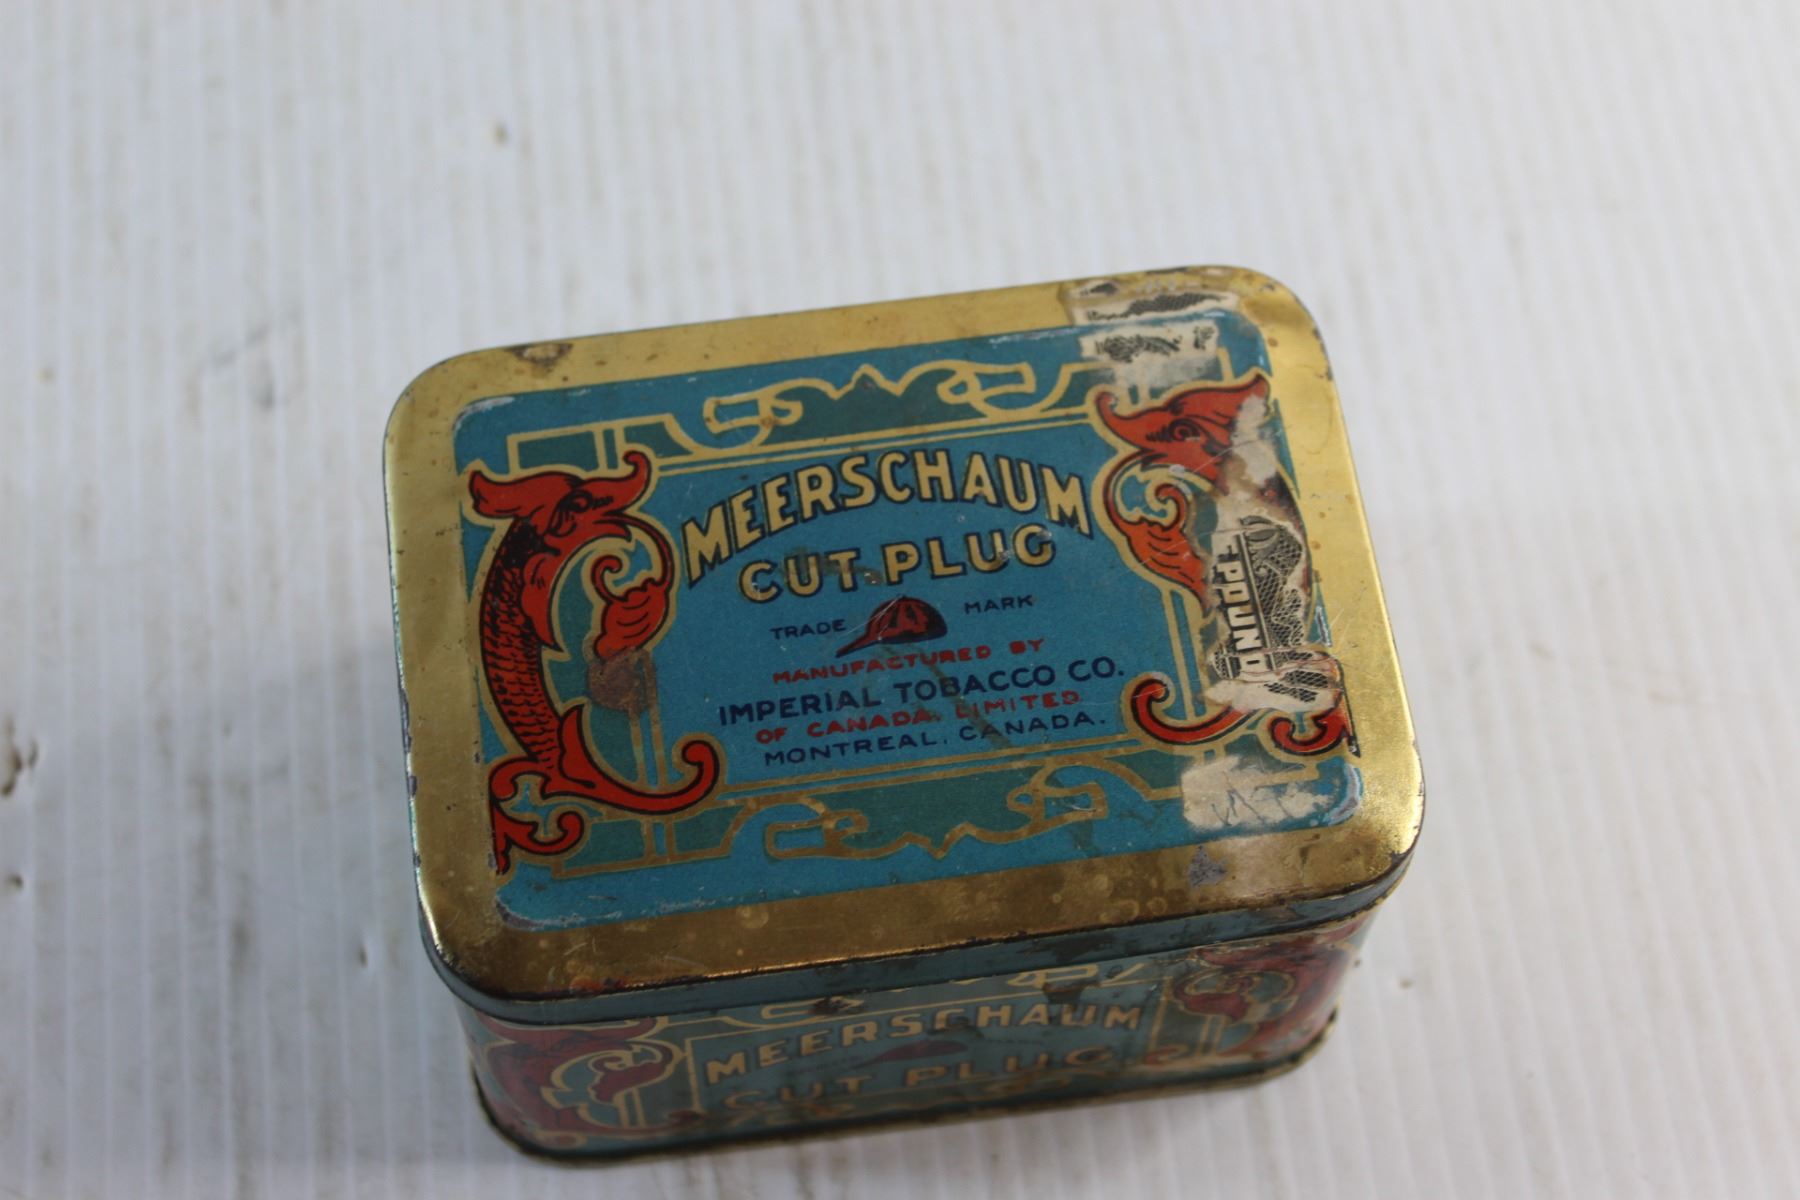 MEERSCHAUM
CUT PLUG
TRADE MARK
MANUFACTURED BY
IMPERIAL TOBACCO CO.
OF CANADA, LIMITED
MONTREAL, CANADA.
POUND
MEERSCHAUM
CUT PLUG